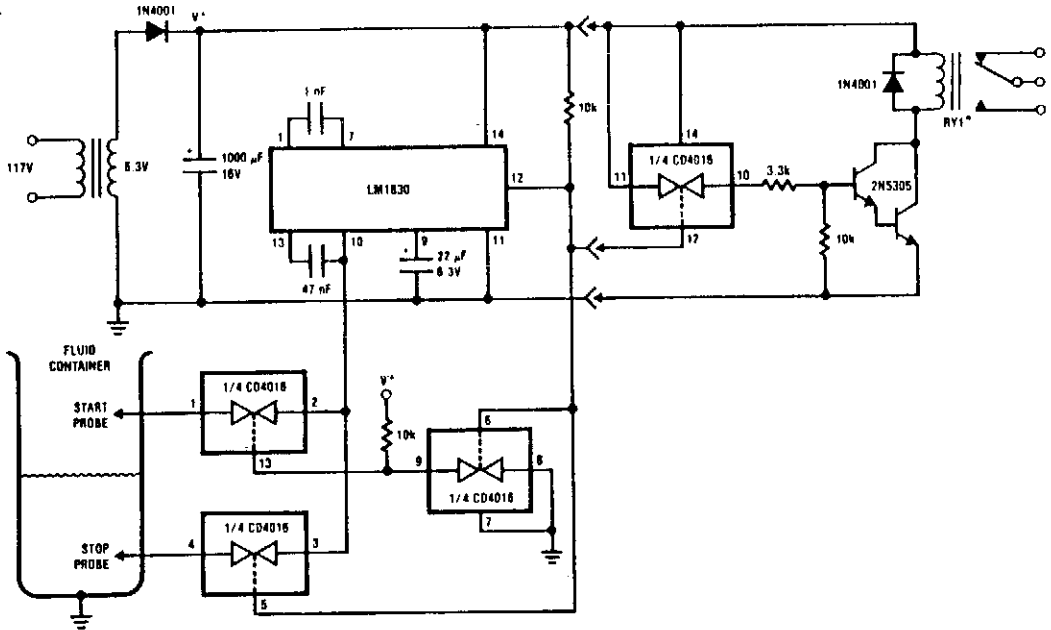 1N4001
V+
1 nF
1
7
14
117V
6.3V
+
1000 μF
16V
LM1830
12
13
10
9
11
47 nF
+
22 μF
6.3V
10k
14
1/4 CD4016
11
10
12
3.3k
10k
2N5305
1N4001
RY1*
FLUID
CONTAINER
START
PROBE
1
1/4 CD4016
2
13
V+
10k
6
9
8
1/4 CD4016
7
STOP
PROBE
4
1/4 CD4016
3
5